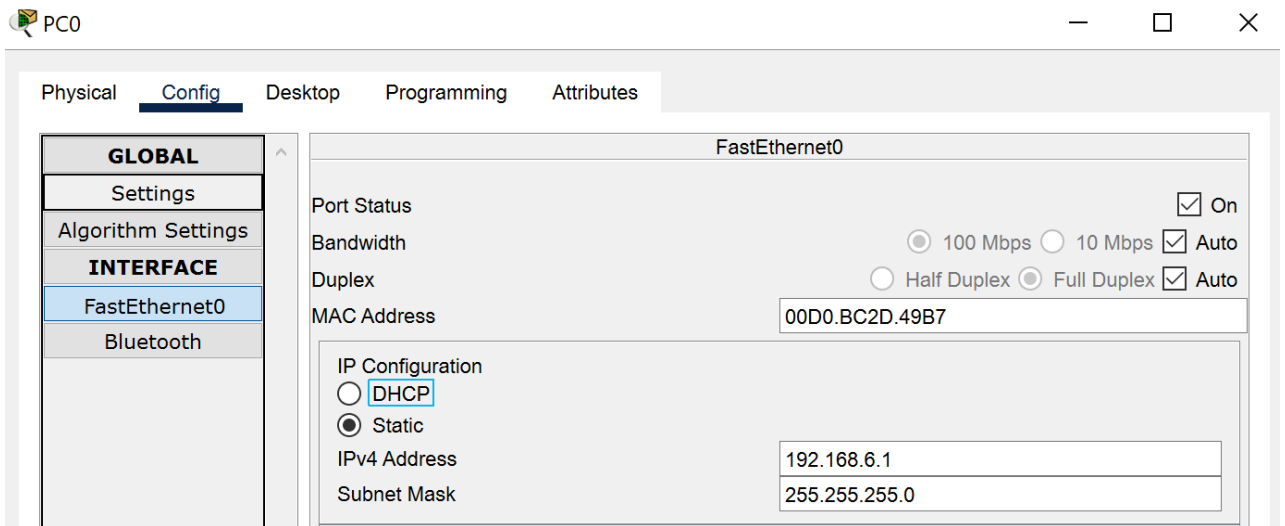 PC0
Physical Config Desktop Programming Attributes
GLOBAL
Settings
Algorithm Settings
INTERFACE
FastEthernet0
Bluetooth
FastEthernet0
Port Status On
Bandwidth 100 Mbps 10 Mbps Auto
Duplex Half Duplex Full Duplex Auto
MAC Address 00D0.BC2D.49B7
IP Configuration
DHCP
Static
IPv4 Address 192.168.6.1
Subnet Mask 255.255.255.0